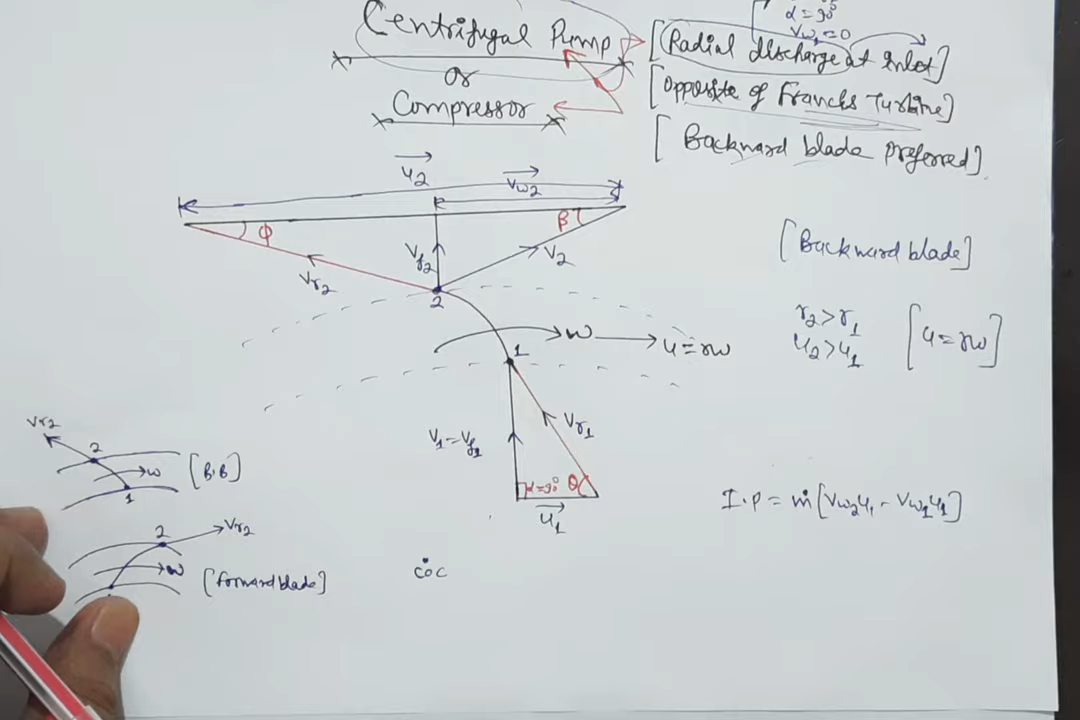 Centrifugal Pump
or
Compressor
α=90°
Vw1=0
[Radial discharge at inlet]
[Opposite of Francis Turbine]
[Backward blade preferred].
u2
Vw2
φ
β
Vr2
Vf2
V2
2
[Backward blade]
ω
u=rω
r2>r1
u2>u1
[u=rω]
1
V1=Vf1
Vr1
α=90°
θ
u1
Vr2
2
ω
1
[B.B]
2
Vr2
ω
[forward blade]
I.P = ṁ[Vw2u1 - Vw1u1]